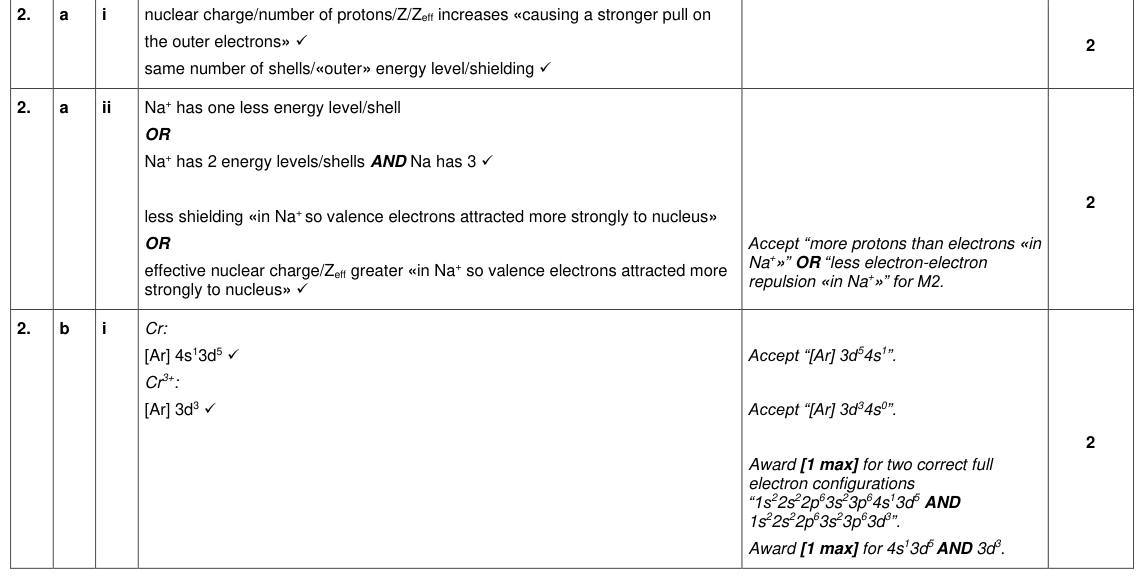 2. a i nuclear charge/number of protons/Z/Zeff increases «causing a stronger pull on
the outer electrons» ✓
same number of shells/«outer» energy level/shielding ✓
2
2. a ii Na⁺ has one less energy level/shell
OR
Na⁺ has 2 energy levels/shells AND Na has 3 ✓
less shielding «in Na⁺ so valence electrons attracted more strongly to nucleus»
OR
effective nuclear charge/Zeff greater «in Na⁺ so valence electrons attracted more
strongly to nucleus» ✓
Accept “more protons than electrons «in
Na⁺»” OR “less electron-electron
repulsion «in Na⁺»” for M2.
2
2. b i Cr:
[Ar] 4s¹3d⁵ ✓
Cr³⁺:
[Ar] 3d³ ✓
Accept “[Ar] 3d⁵4s¹”.
Accept “[Ar] 3d³4s⁰”.
Award [1 max] for two correct full
electron configurations
“1s²2s²2p⁶3s²3p⁶4s¹3d⁵ AND
1s²2s²2p⁶3s²3p⁶3d³”.
Award [1 max] for 4s¹3d⁵ AND 3d³.
2